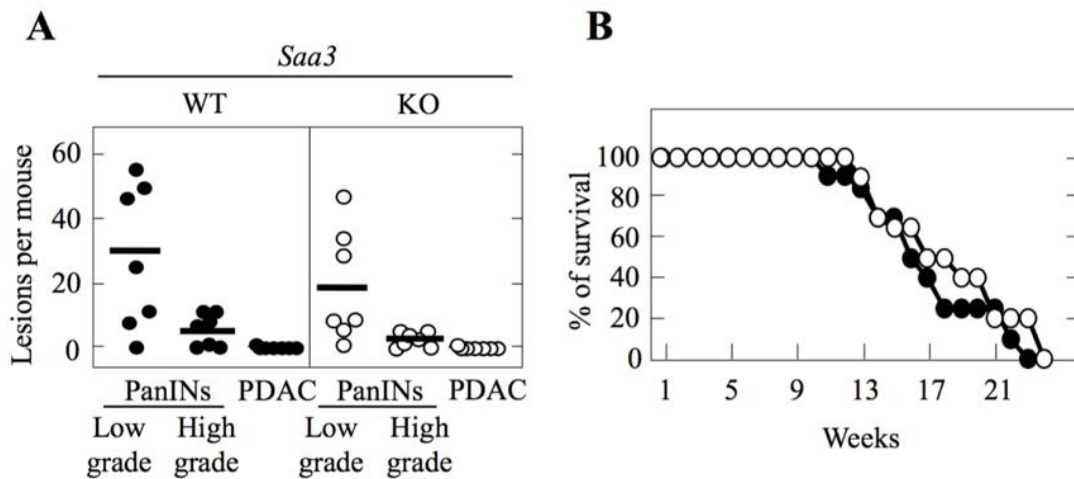 A
B
Saa3
WT
KO
Lesions per mouse
60
40
20
0
PanINs
PDAC
PanINs
PDAC
Low
grade
High
grade
Low
grade
High
grade
% of survival
100
80
60
40
20
0
1
5
9
13
17
21
Weeks